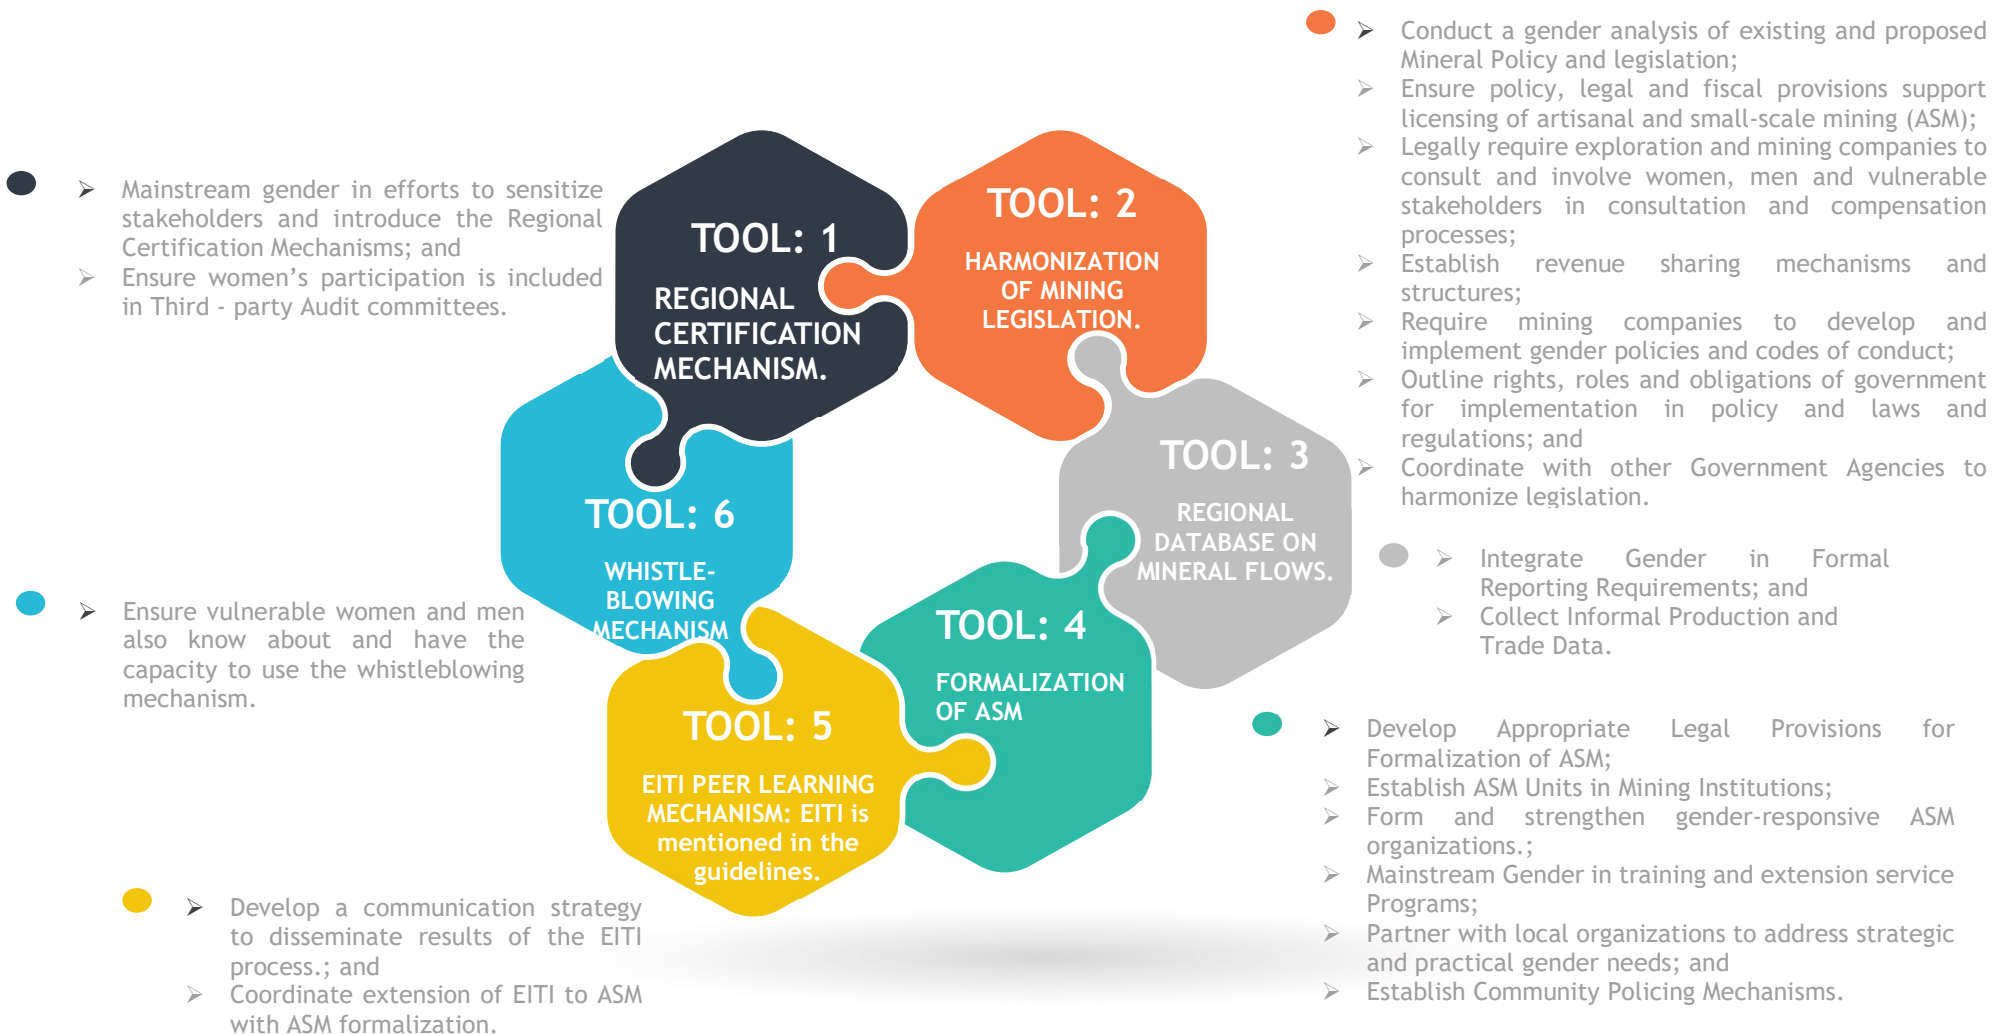 ➢ Mainstream gender in efforts to sensitize
stakeholders and introduce the Regional
Certification Mechanisms; and
➢ Ensure women’s participation is included
in Third - party Audit committees.
TOOL: 1
REGIONAL
CERTIFICATION
MECHANISM.
TOOL: 2
HARMONIZATION
OF MINING
LEGISLATION.
➢ Conduct a gender analysis of existing and proposed
Mineral Policy and legislation;
➢ Ensure policy, legal and fiscal provisions support
licensing of artisanal and small-scale mining (ASM);
➢ Legally require exploration and mining companies to
consult and involve women, men and vulnerable
stakeholders in consultation and compensation
processes;
➢ Establish revenue sharing mechanisms and
structures;
➢ Require mining companies to develop and
implement gender policies and codes of conduct;
➢ Outline rights, roles and obligations of government
for implementation in policy and laws and
regulations; and
➢ Coordinate with other Government Agencies to
harmonize legislation.
TOOL: 3
REGIONAL
DATABASE ON
MINERAL FLOWS.
➢ Integrate Gender in Formal
Reporting Requirements; and
➢ Collect Informal Production and
Trade Data.
TOOL: 4
FORMALIZATION
OF ASM
➢ Develop Appropriate Legal Provisions for
Formalization of ASM;
➢ Establish ASM Units in Mining Institutions;
➢ Form and strengthen gender-responsive ASM
organizations.;
➢ Mainstream Gender in training and extension service
Programs;
➢ Partner with local organizations to address strategic
and practical gender needs; and
➢ Establish Community Policing Mechanisms.
TOOL: 5
EITI PEER LEARNING
MECHANISM: EITI is
mentioned in the
guidelines.
➢ Develop a communication strategy
to disseminate results of the EITI
process.; and
➢ Coordinate extension of EITI to ASM
with ASM formalization.
TOOL: 6
WHISTLE-
BLOWING
MECHANISM
➢ Ensure vulnerable women and men
also know about and have the
capacity to use the whistleblowing
mechanism.